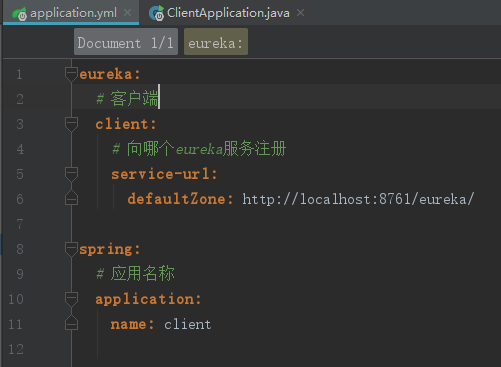 application.yml × ClientApplication.java ×
Document 1/1 eureka:
1 eureka:
2 # 客户端
3 client:
4 # 向哪个eureka服务注册
5 service-url:
6 defaultZone: http://localhost:8761/eureka/
7
8 spring:
9 # 应用名称
10 application:
11 name: client
12